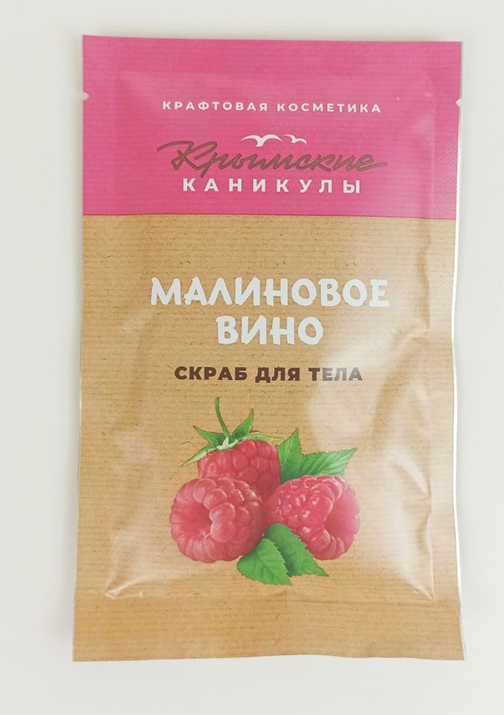 КРАФТОВАЯ КОСМЕТИКА
Крымские
КАНИКУЛЫ
МАЛИНОВОЕ
ВИНО
СКРАБ ДЛЯ ТЕЛА